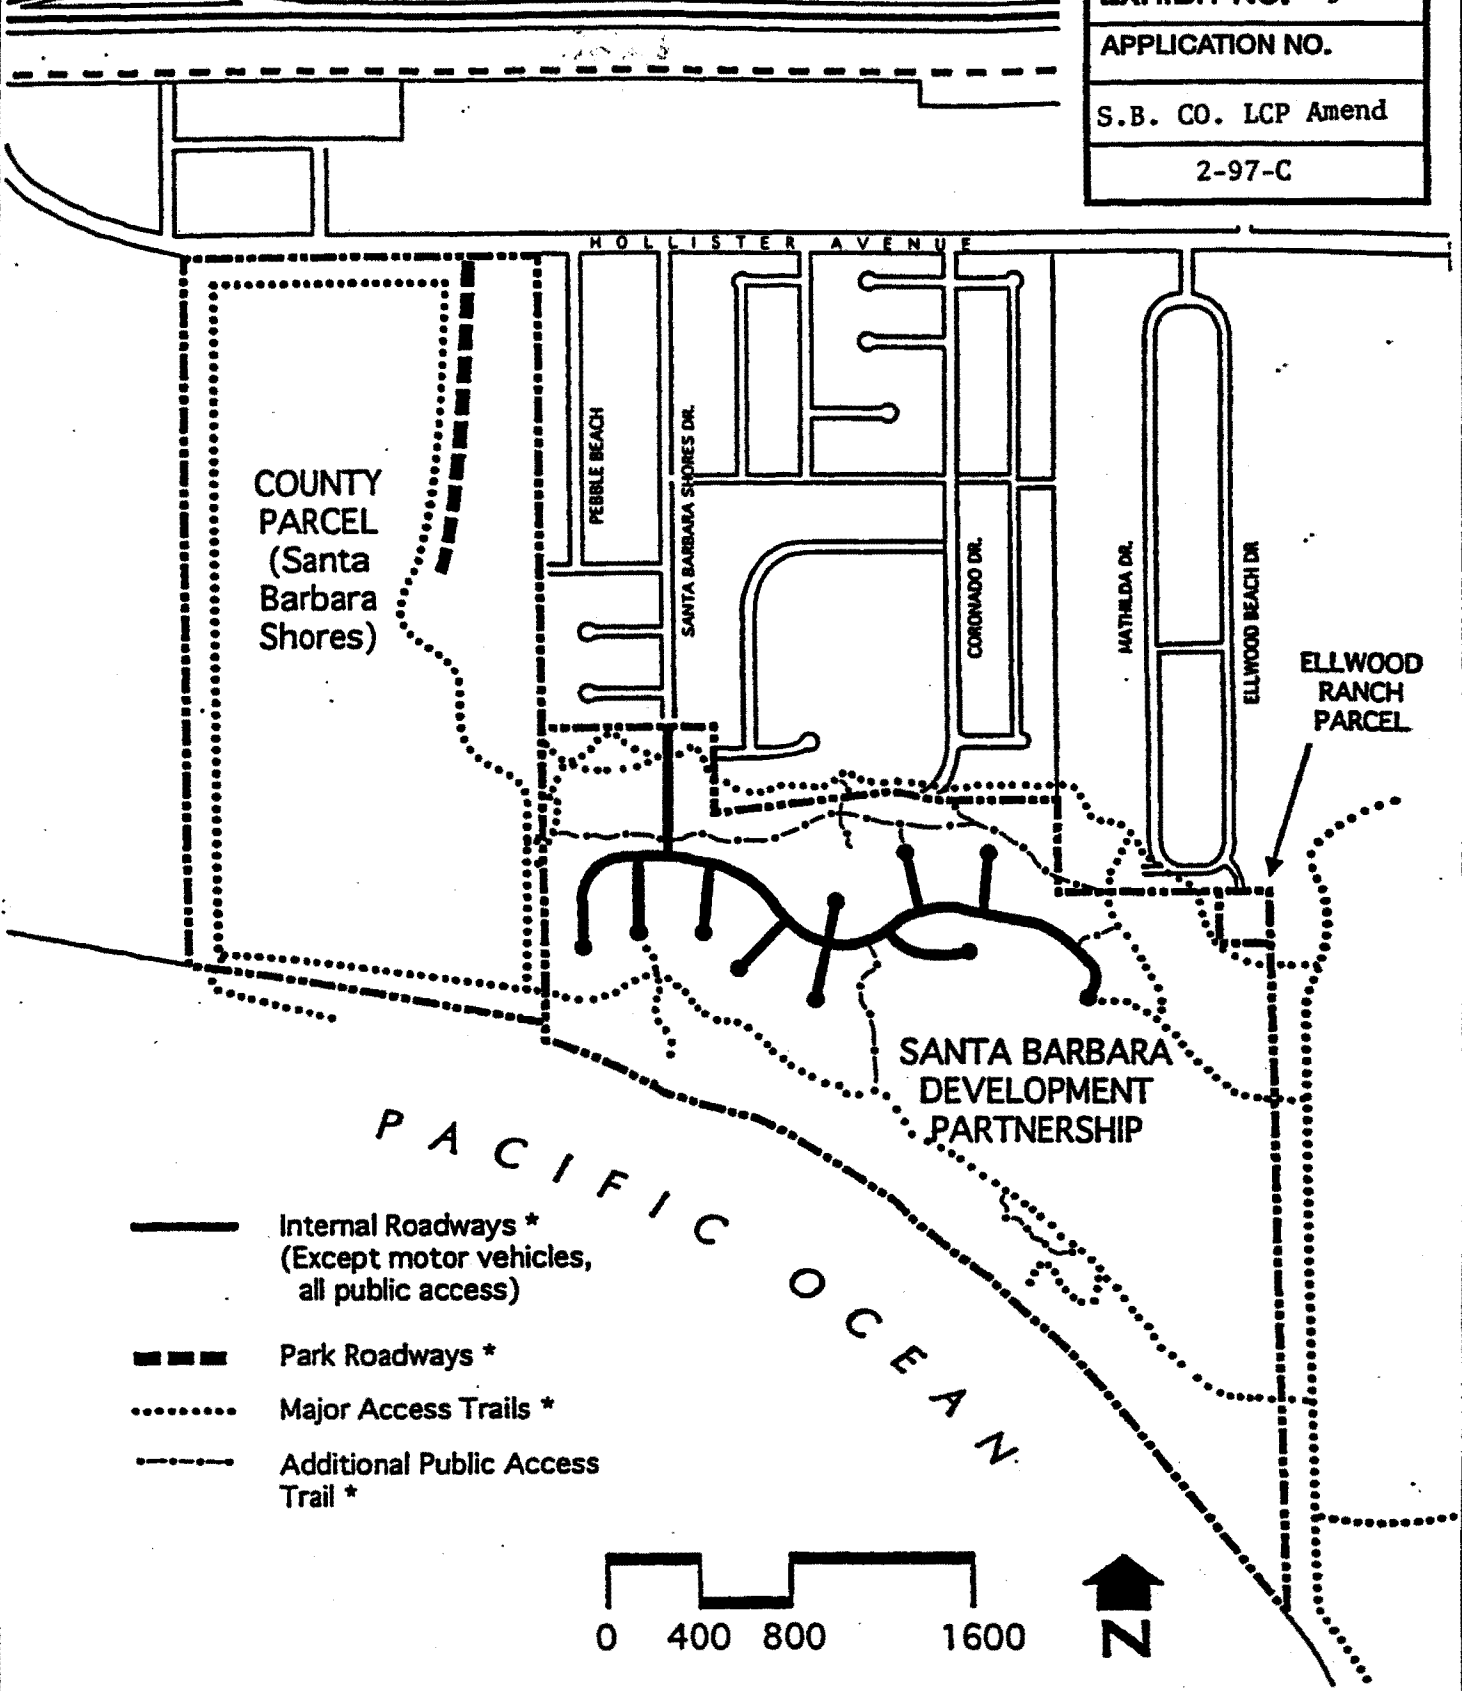 EXHIBIT NO.
APPLICATION NO.
S.B. CO. LCP Amend
2-97-C
HOLLISTER AVENUE
PEBBLE BEACH
SANTA BARBARA SHORES DR.
CORONADO DR.
MATHILDA DR.
ELLWOOD BEACH DR
COUNTY
PARCEL
(Santa
Barbara
Shores)
ELLWOOD
RANCH
PARCEL
SANTA BARBARA
DEVELOPMENT
PARTNERSHIP
PACIFIC OCEAN
Internal Roadways *
(Except motor vehicles,
all public access)
Park Roadways *
Major Access Trails *
Additional Public Access
Trail *
0 400 800 1600
N